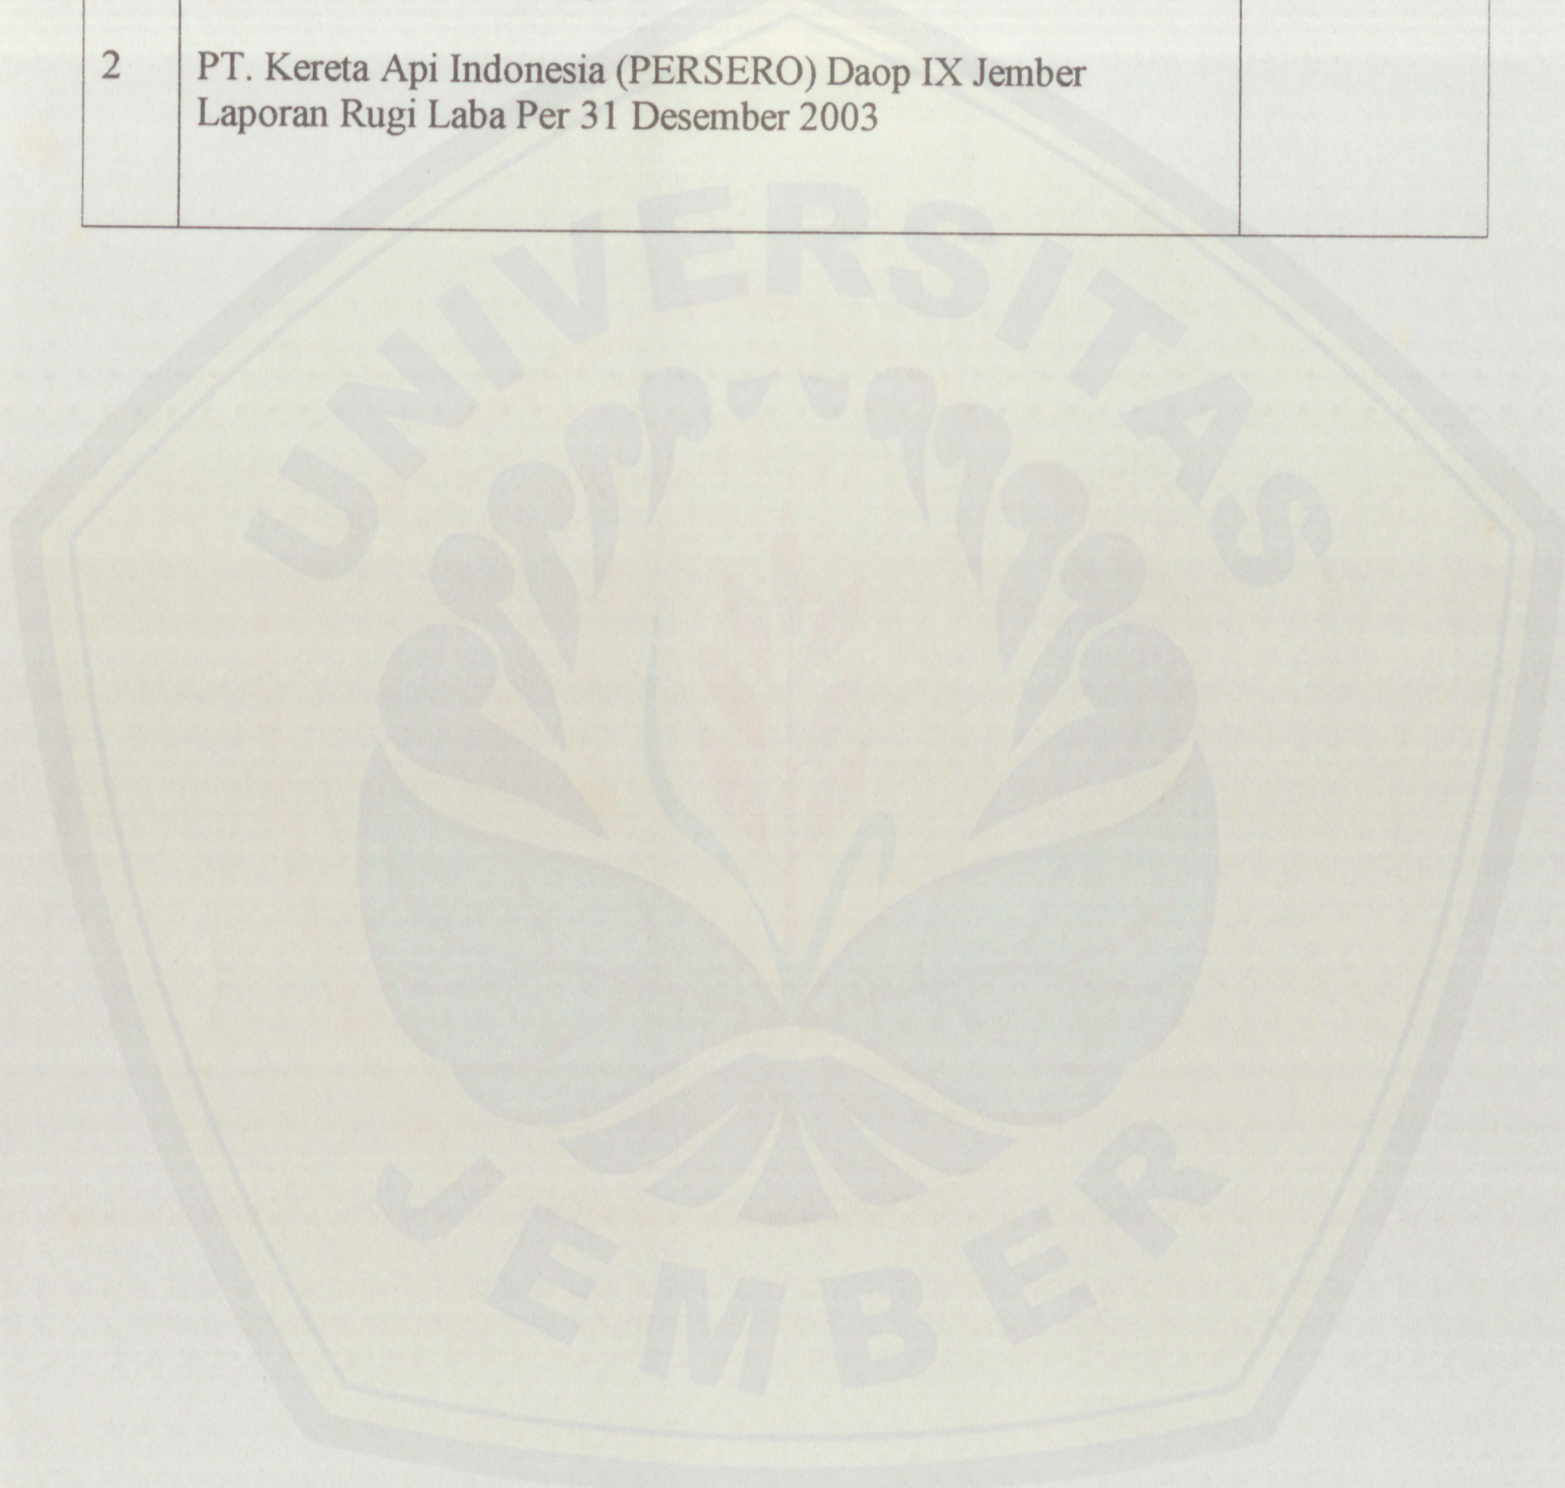 2 PT. Kereta Api Indonesia (PERSERO) Daop IX Jember
Laporan Rugi Laba Per 31 Desember 2003
UNIVERSITAS
JEMBER